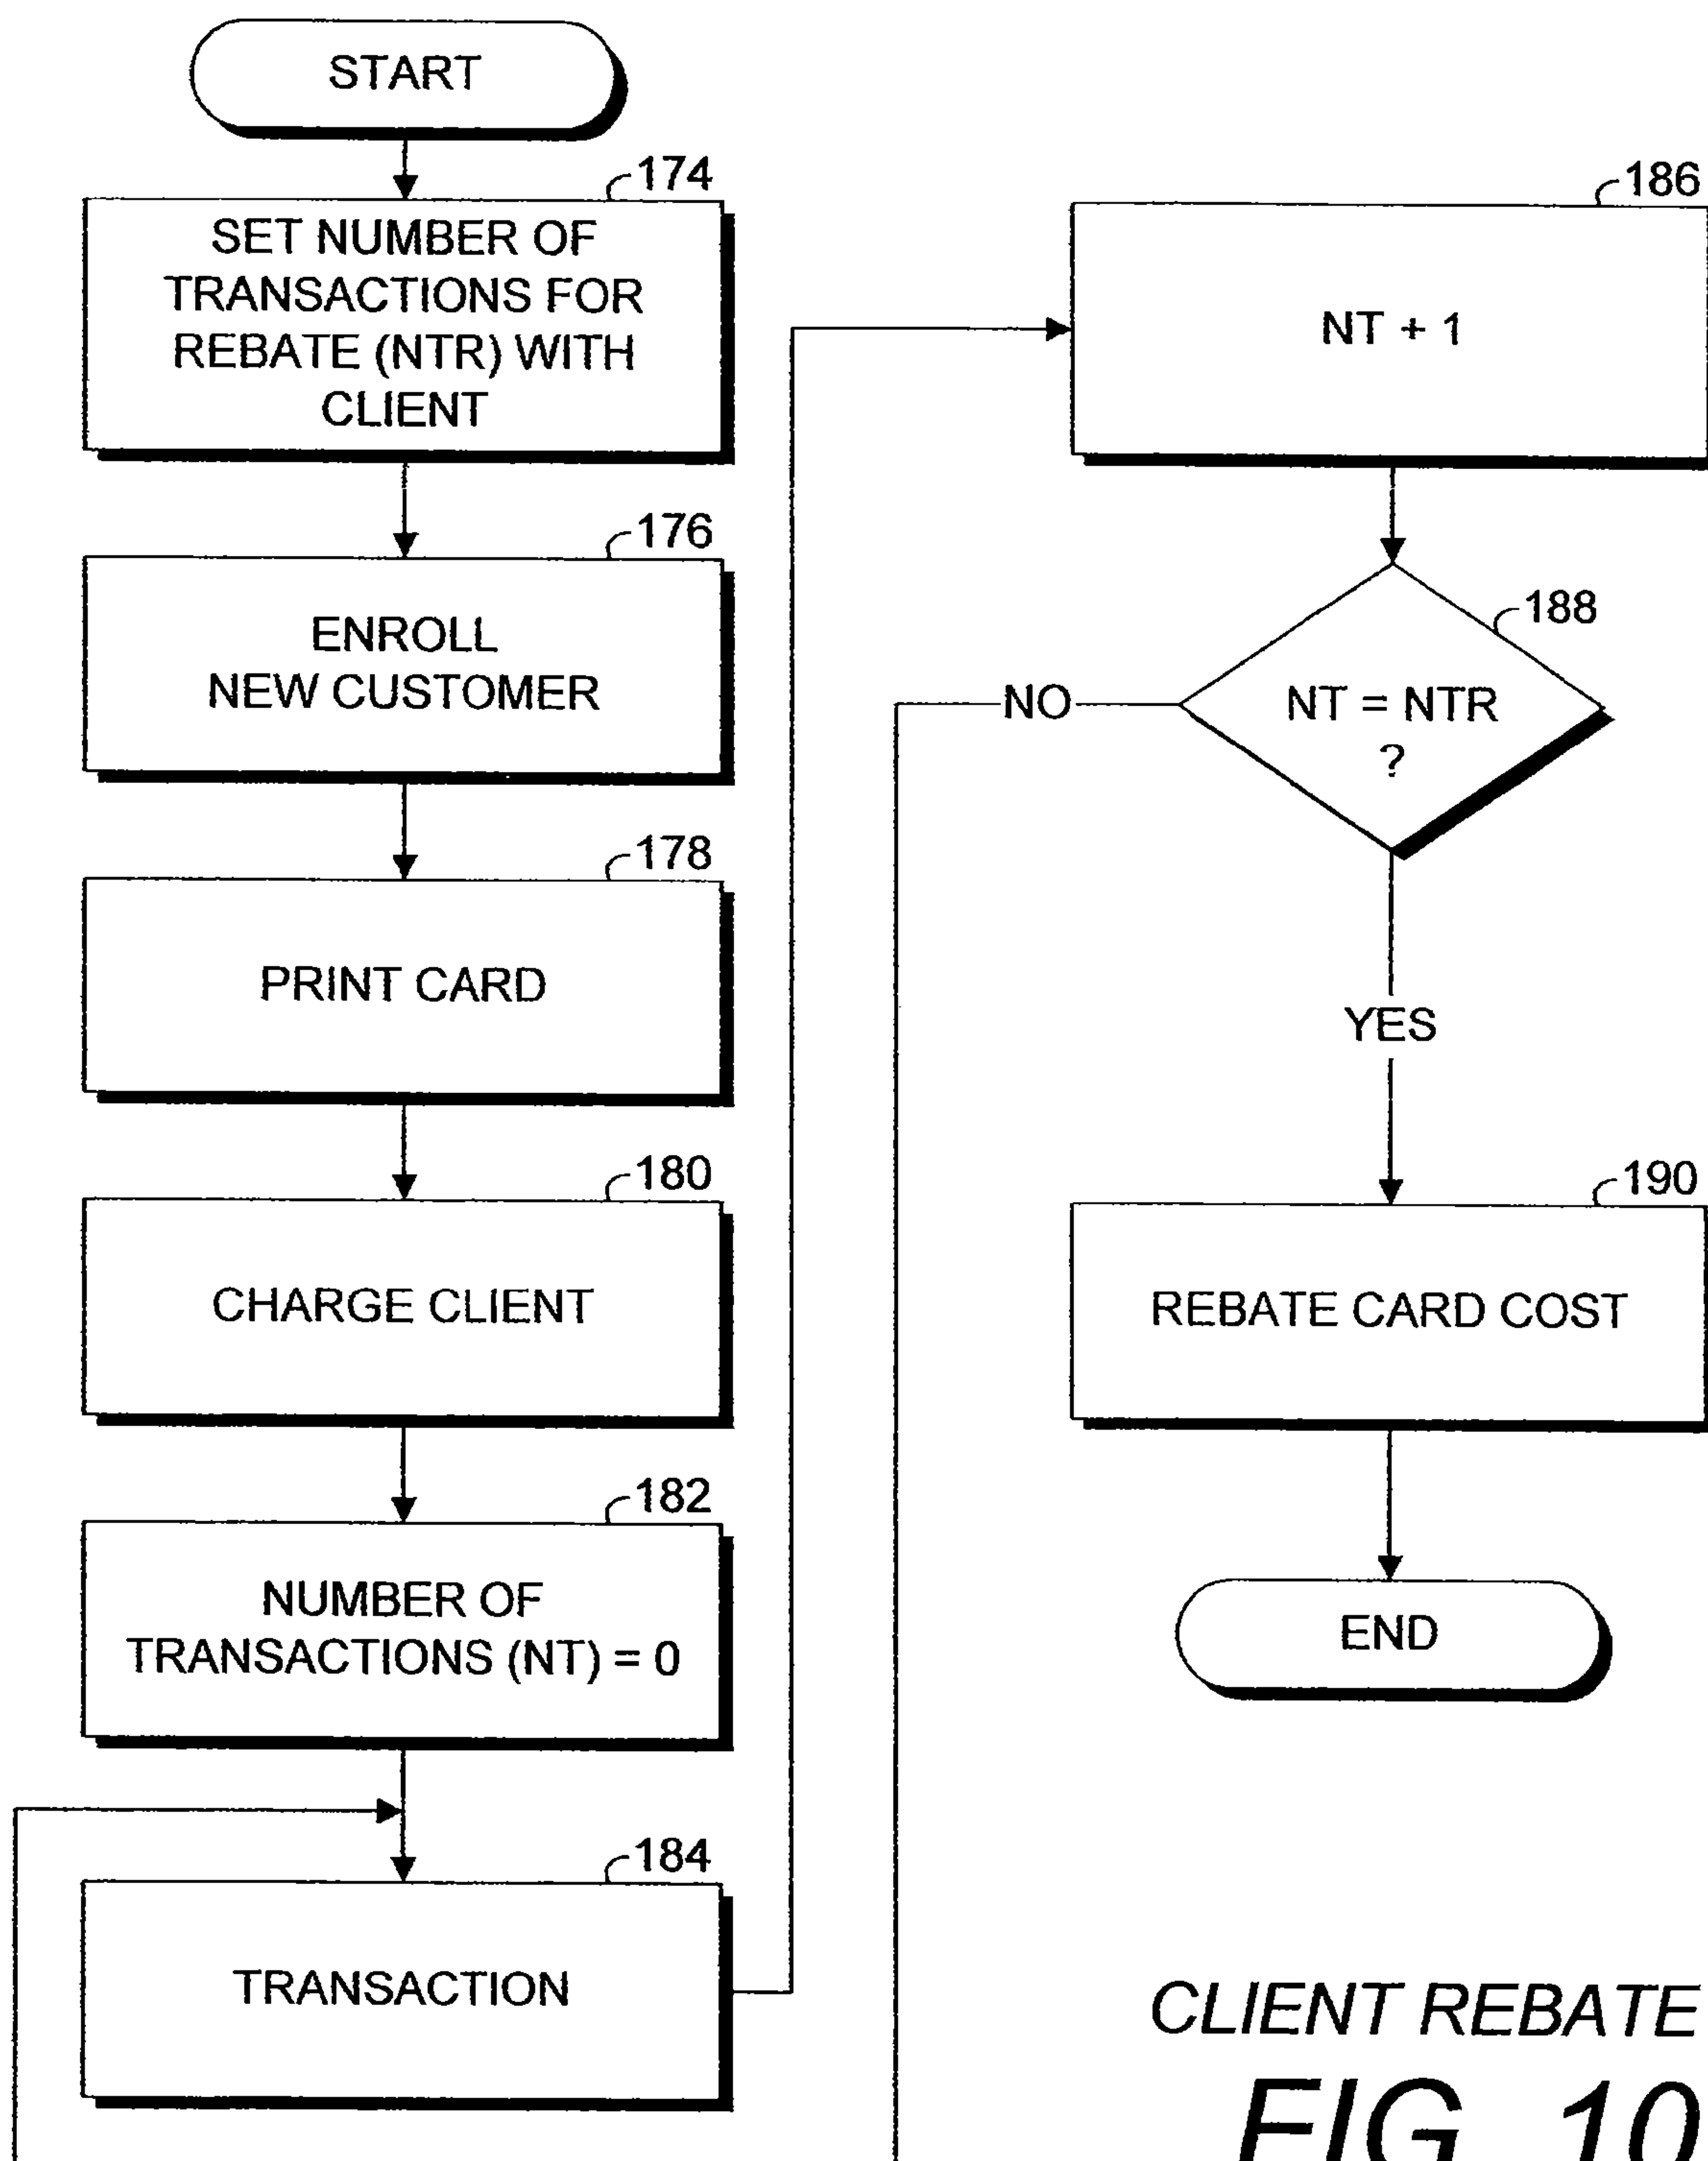 START
174
SET NUMBER OF
TRANSACTIONS FOR
REBATE (NTR) WITH
CLIENT
176
ENROLL
NEW CUSTOMER
178
PRINT CARD
180
CHARGE CLIENT
182
NUMBER OF
TRANSACTIONS (NT) = 0
184
TRANSACTION
186
NT + 1
188
NT = NTR
?
NO
YES
190
REBATE CARD COST
END
CLIENT REBATE
FIG. 10